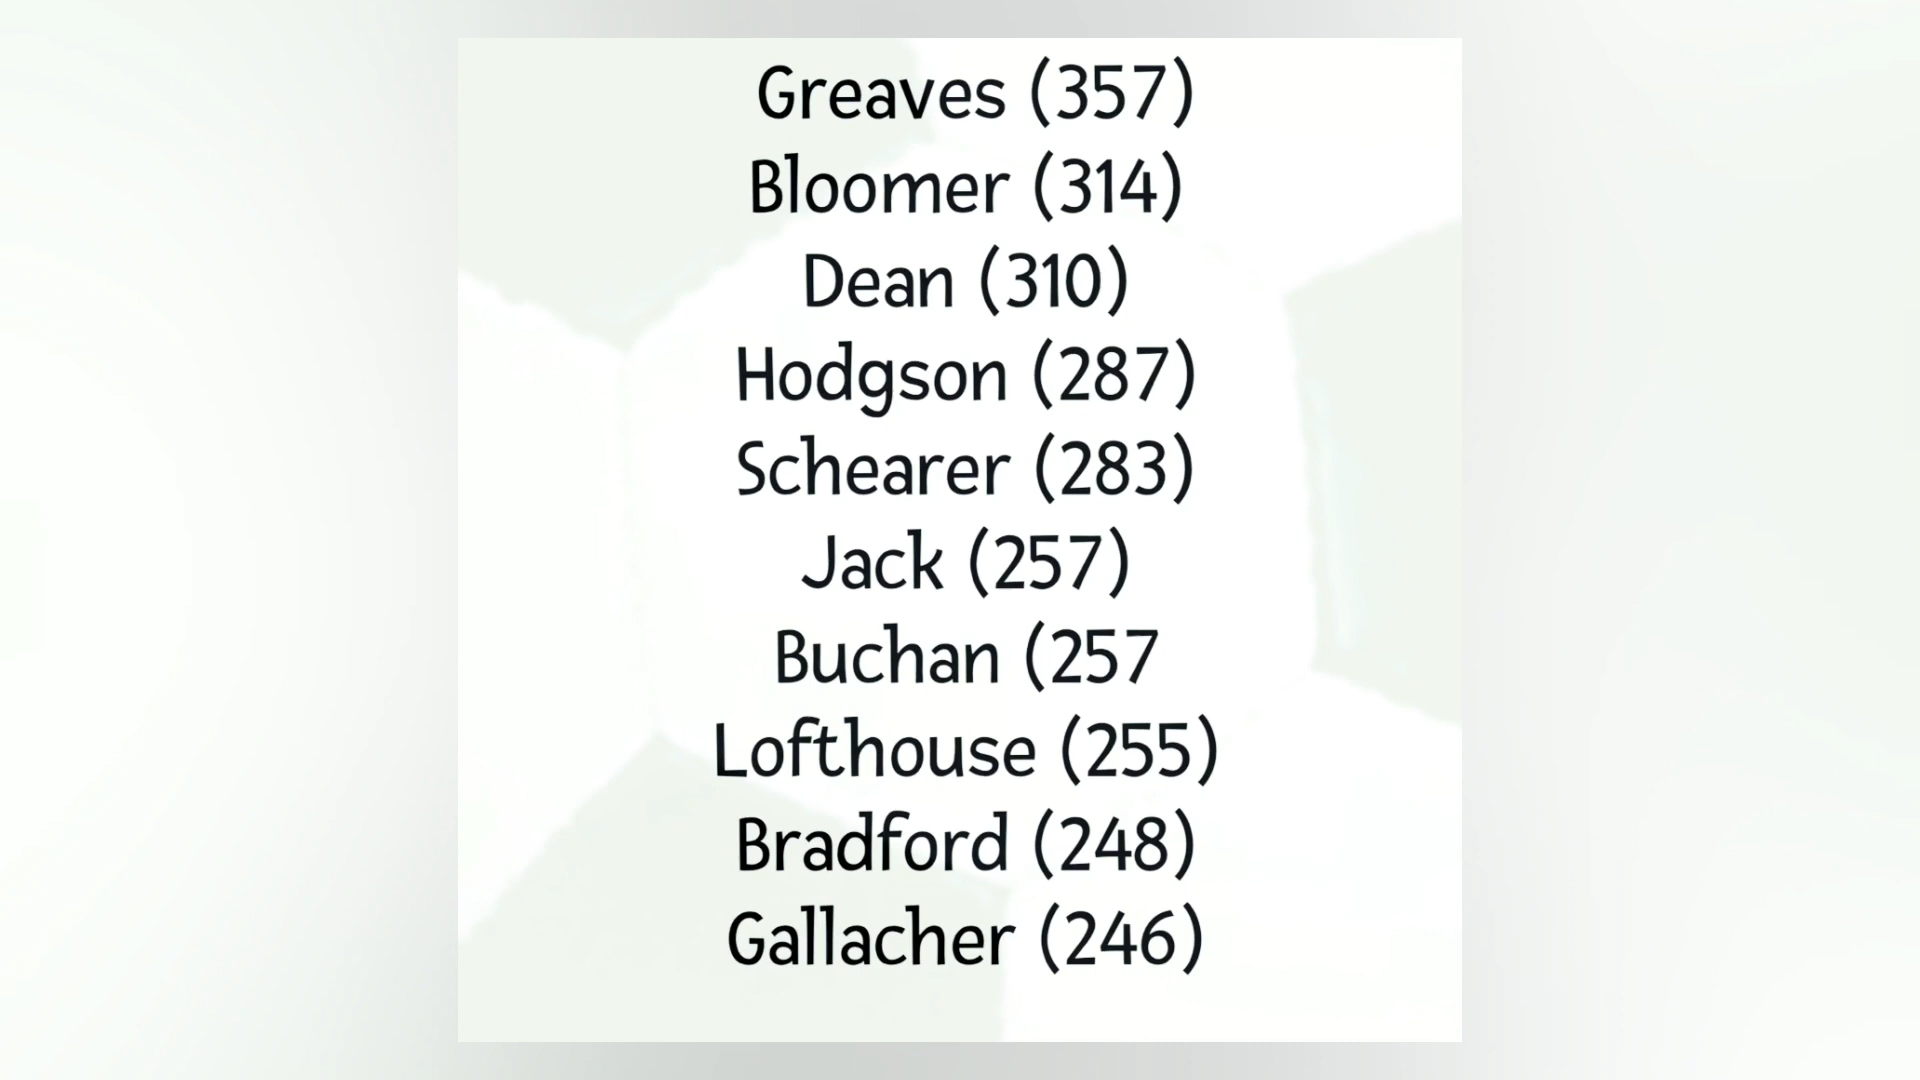 Greaves (357)
Bloomer (314)
Dean (310)
Hodgson (287)
Schearer (283)
Jack (257)
Buchan (257
Lofthouse (255)
Bradford (248)
Gallacher (246)